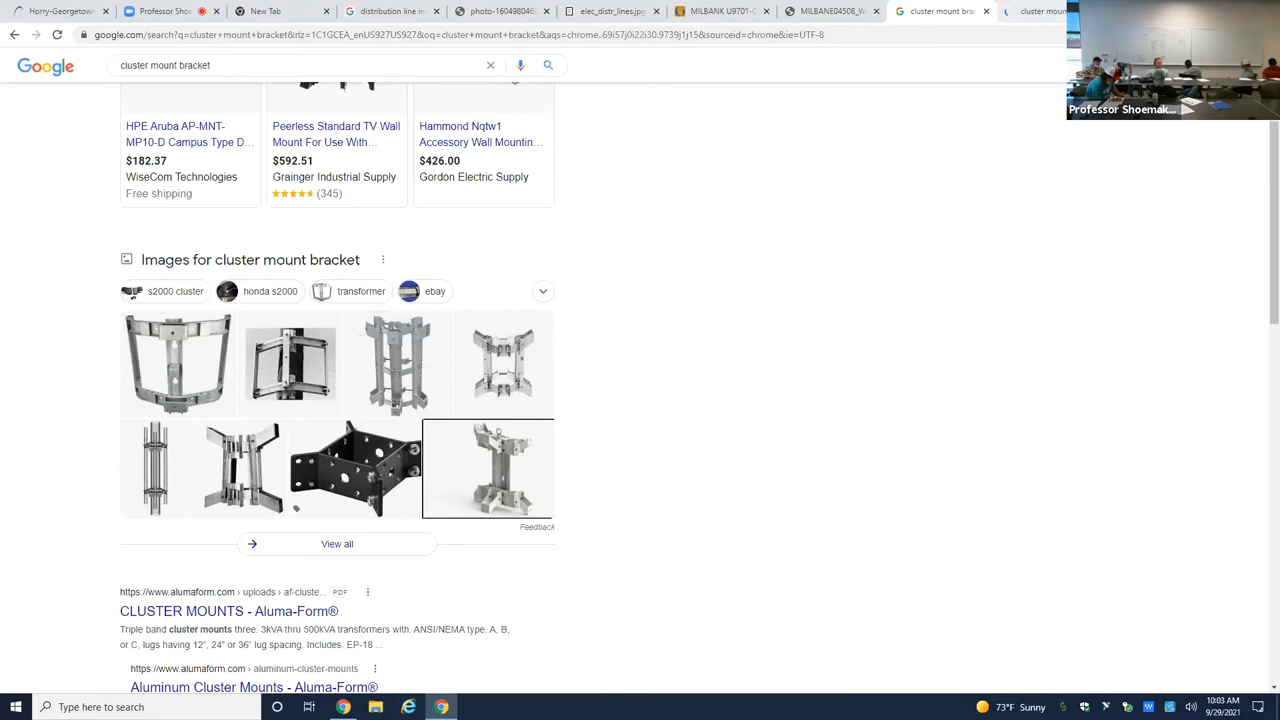 Horry-Georgetown
Professor Shoe
New Tab
distribution line im
photo-160498046
elec_distr_lines.jpg
MILBANK U9701-
MILBANE04508_W
cluster mount brac
cluster moun
google.com/search?q=cluster+mount+bracket&rlz=1C1GCEA_enUS927US927&oq=cluster+mount+bracket&aqs=chrome..69i57j0i22i30.9739j1j15&sourceid=chrome&ie=UTF-8
Google
cluster mount bracket
HPE Aruba AP-MNT-
MP10-D Campus Type D...
$182.37
WiseCom Technologies
Free shipping
Peerless Standard TV Wall
Mount For Use With...
$592.51
Grainger Industrial Supply
(345)
Hammond Nqtw1
Accessory Wall Mountin...
$426.00
Gordon Electric Supply
Professor Shoemak...
Images for cluster mount bracket
s2000 cluster
honda s2000
transformer
ebay
Feedback
View all
https://www.alumaform.com › uploads › af-cluste... PDF
CLUSTER MOUNTS - Aluma-Form®
Triple band cluster mounts three. 3kVA thru 500kVA transformers with. ANSI/NEMA type. A, B,
or C, lugs having 12”, 24” or 36” lug spacing. Includes. EP-18 ...
https://www.alumaform.com › aluminum-cluster-mounts
Aluminum Cluster Mounts - Aluma-Form®
Type here to search
73°F Sunny
10:03 AM
9/29/2021